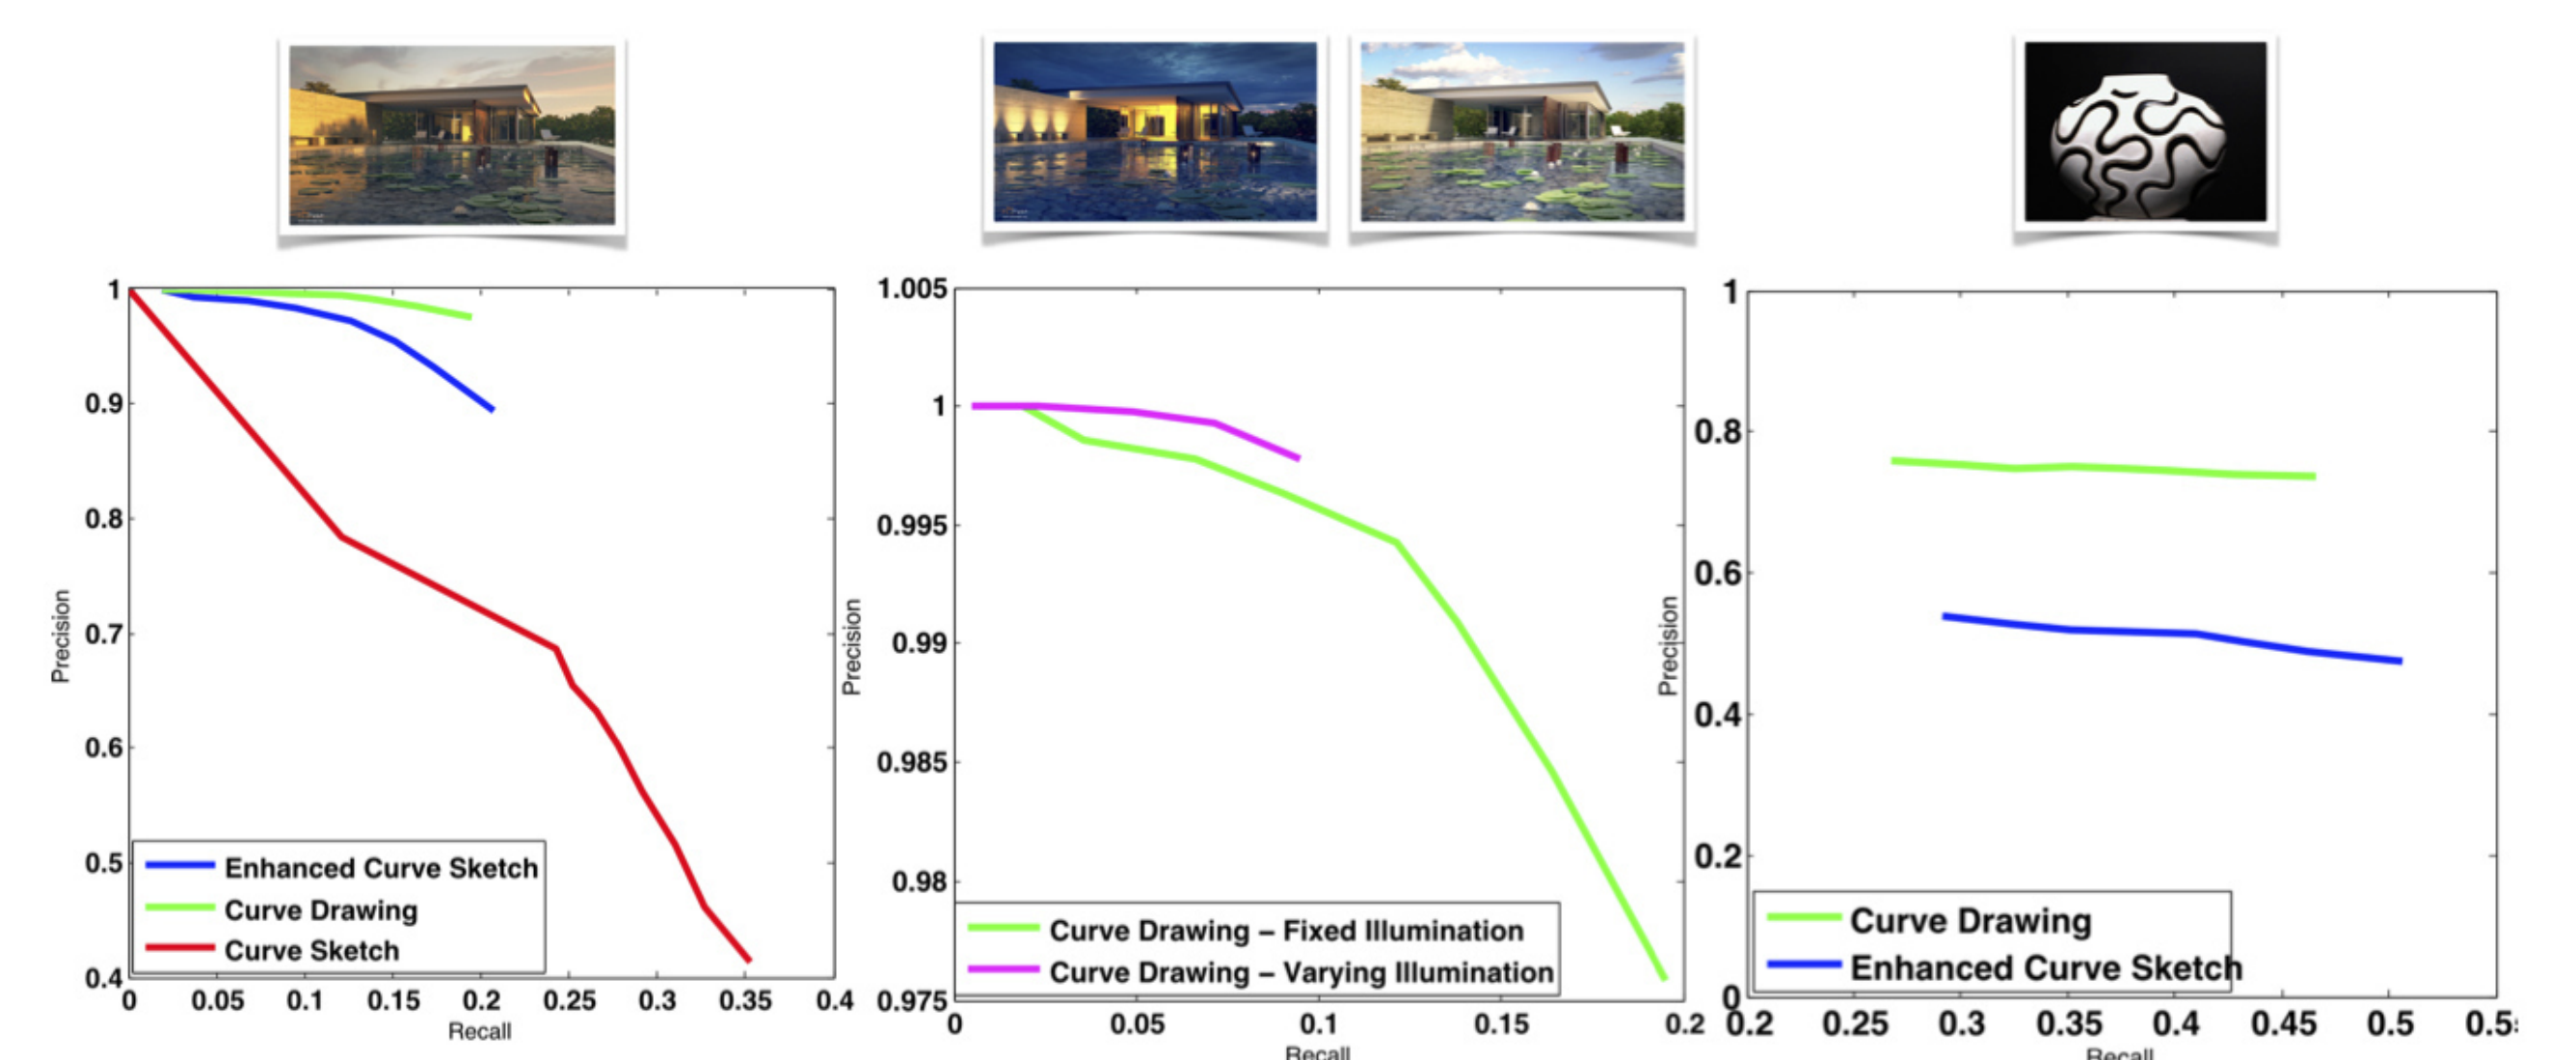 1
0.9
0.8
0.7
0.6
0.5
0.4
Precision
Enhanced Curve Sketch
Curve Drawing
Curve Sketch
0 0.05 0.1 0.15 0.2 0.25 0.3 0.35 0.4
Recall
1.005
1
0.995
0.99
0.985
0.98
0.975
Precision
Curve Drawing – Fixed Illumination
Curve Drawing – Varying Illumination
0 0.05 0.1 0.15 0.2
Recall
1
0.8
0.6
0.4
0.2
0
Precision
Curve Drawing
Enhanced Curve Sketch
0.2 0.25 0.3 0.35 0.4 0.45 0.5
Recall